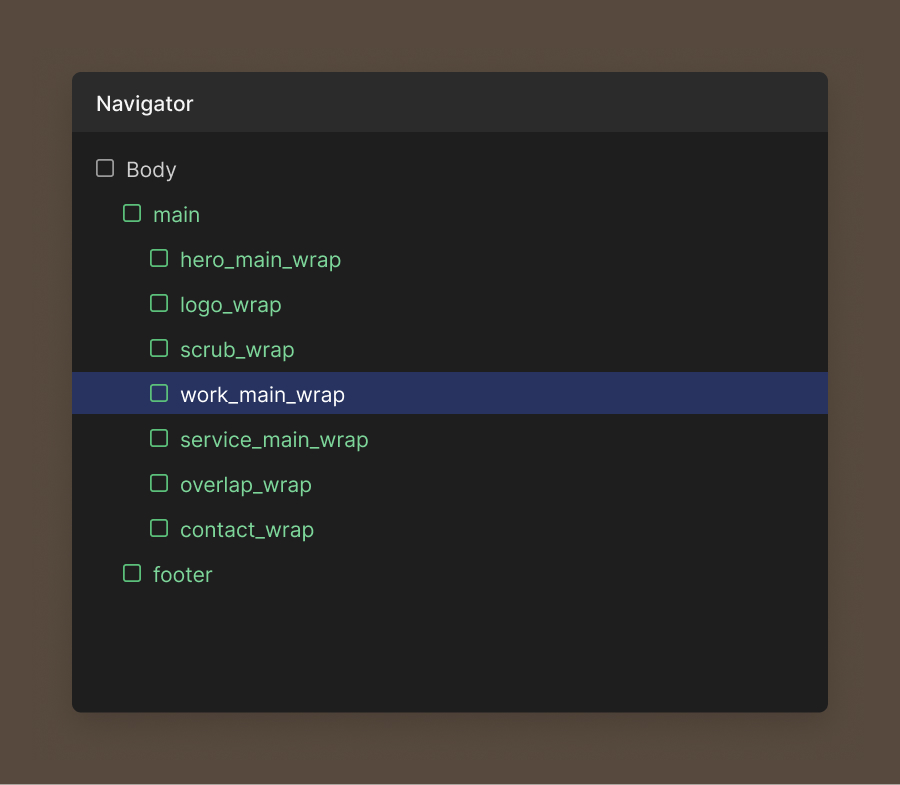 Navigator
Body
main
hero_main_wrap
logo_wrap
scrub_wrap
work_main_wrap
service_main_wrap
overlap_wrap
contact_wrap
footer